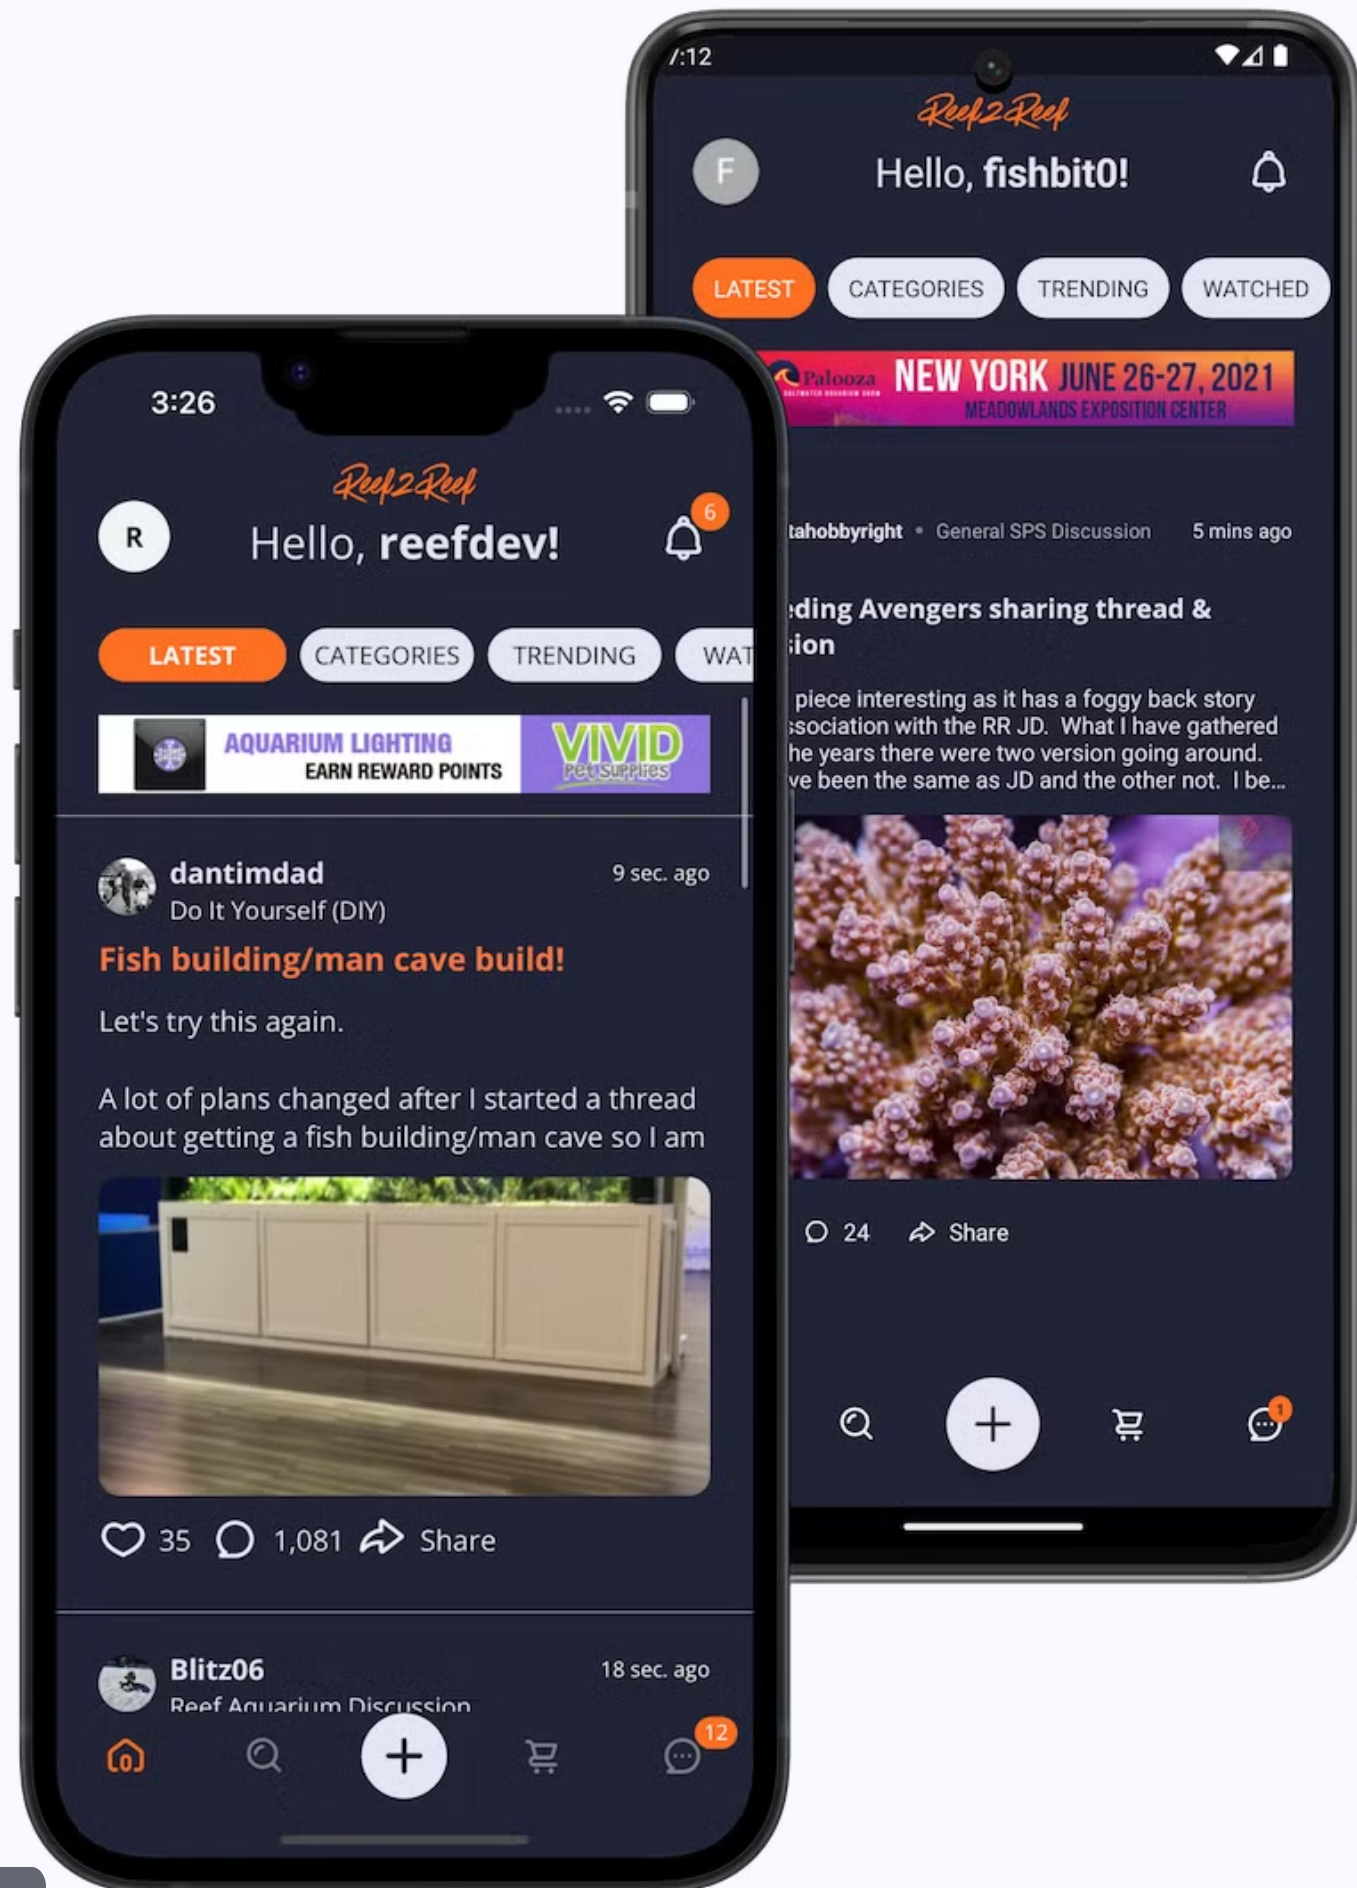 3:26
Reef2Reef
R
Hello, reefdev!
6
LATEST
CATEGORIES
TRENDING
WAT
AQUARIUM LIGHTING
EARN REWARD POINTS
VIVID
Pet Supplies
dantimdad
9 sec. ago
Do It Yourself (DIY)
Fish building/man cave build!
Let's try this again.
A lot of plans changed after I started a thread
about getting a fish building/man cave so I am
35
1,081
Share
Blitz06
18 sec. ago
Reef Aquarium Discussion
12
7:12
Reef2Reef
F
Hello, fishbit0!
LATEST
CATEGORIES
TRENDING
WATCHED
Palooza
SALTWATER AQUARIUM SHOW
NEW YORK JUNE 26-27, 2021
MEADOWLANDS EXPOSITION CENTER
tahobbyright • General SPS Discussion
5 mins ago
eding Avengers sharing thread &
sion
piece interesting as it has a foggy back story
ssociation with the RR JD. What I have gathered
he years there were two version going around.
ve been the same as JD and the other not. I be...
24
Share
1